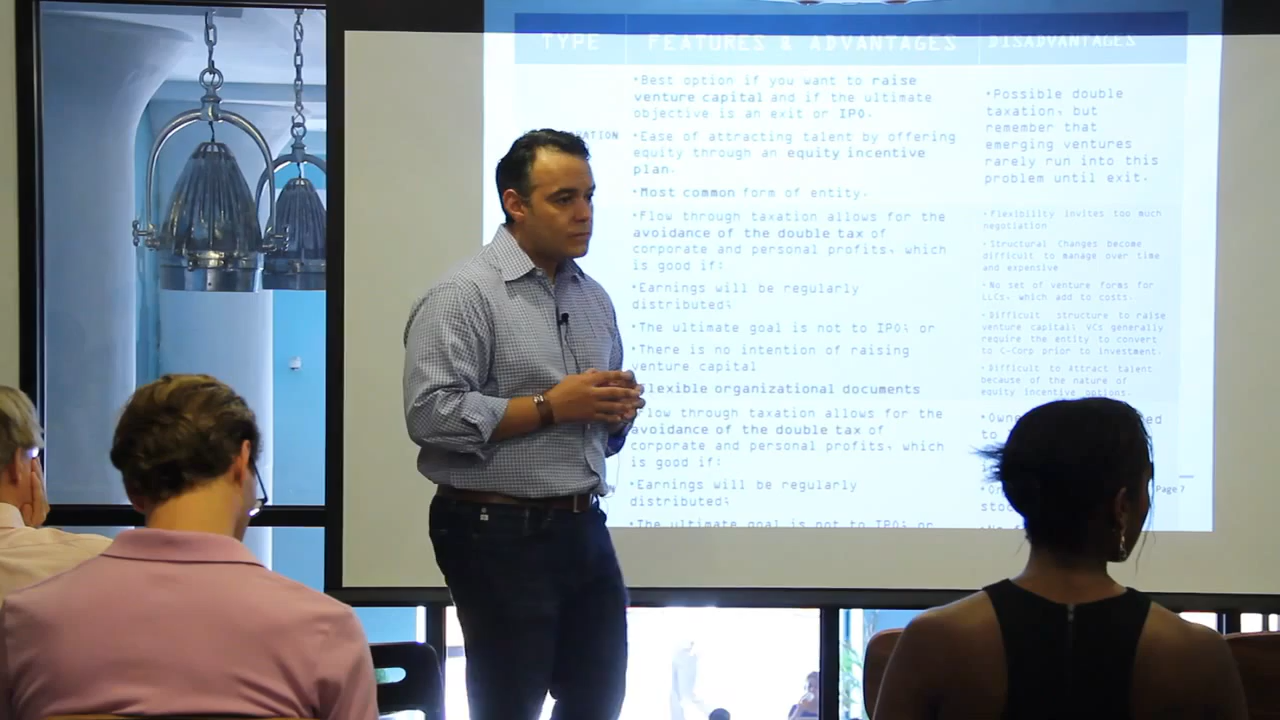 TYPE
FEATURES & ADVANTAGES
DISADVANTAGES
•Best option if you want to raise
venture capital and if the ultimate
objective is an exit or IPO.
•Ease of attracting talent by offering
equity through an equity incentive
plan.
•Most common form of entity.
•Possible double
taxation, but
remember that
emerging ventures
rarely run into this
problem until exit.
•Flow through taxation allows for the
avoidance of the double tax of
corporate and personal profits, which
is good if:
•Earnings will be regularly
distributed;
•The ultimate goal is not to IPO; or
•There is no intention of raising
venture capital
Flexible organizational documents
•Flexibility invites too much
negotiation
•Structural Changes become
difficult to manage over time
and expensive
•No set of venture forms for
LLCs, which add to costs.
•Difficult structure to raise
venture capital; VCs generally
require the entity to convert
to C-Corp prior to investment.
•Difficult to Attract talent
because of the nature of
equity incentive options.
Flow through taxation allows for the
avoidance of the double tax of
corporate and personal profits, which
is good if:
•Earnings will be regularly
distributed;
•The ultimate goal is not to IPO; or
to
Page 7